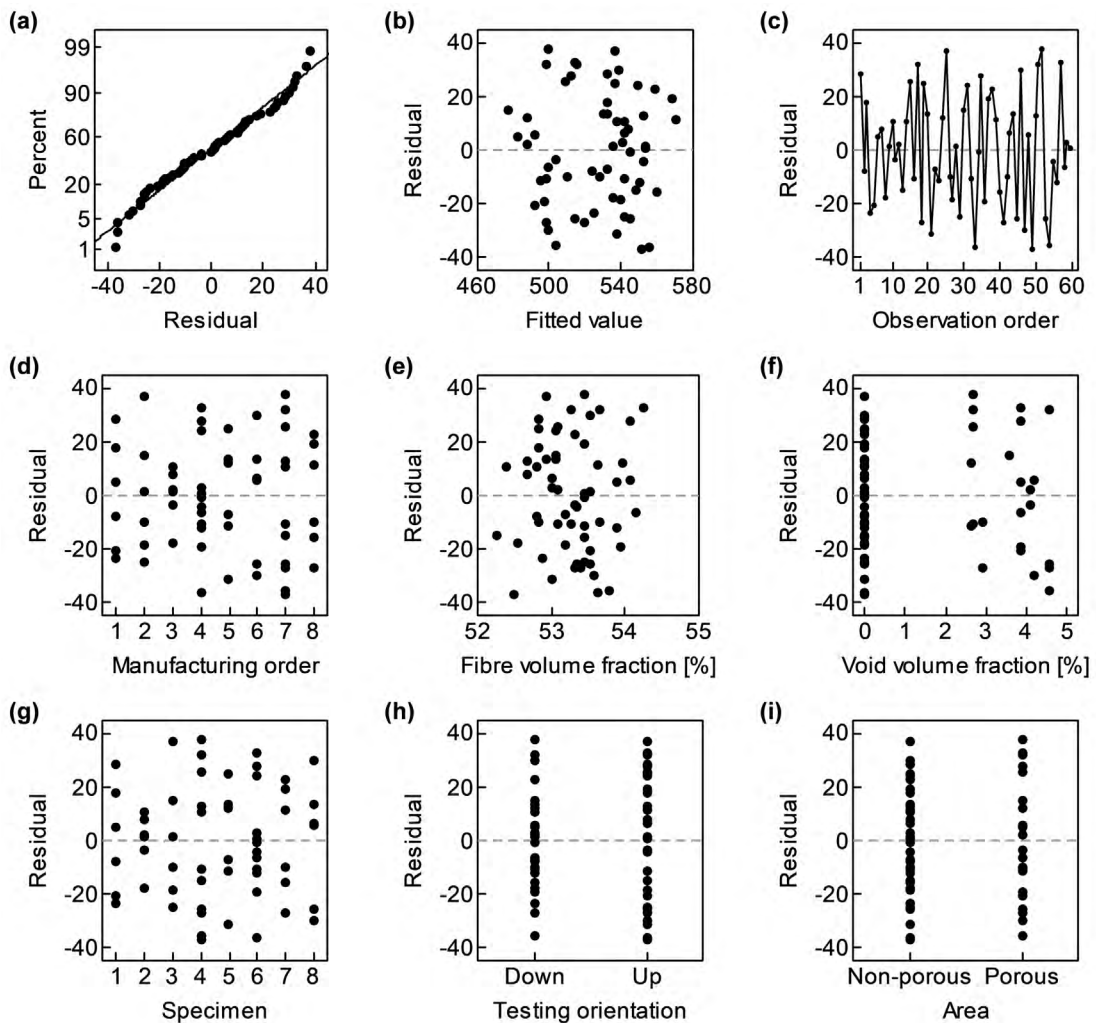 (a)
99
90
60
20
5
1
Percent
-40 -20 0 20 40
Residual
(b)
40
20
0
-20
-40
Residual
460 500 540 580
Fitted value
(c)
40
20
0
-20
-40
Residual
1 10 20 30 40 50 60
Observation order
(d)
40
20
0
-20
-40
Residual
1 2 3 4 5 6 7 8
Manufacturing order
(e)
40
20
0
-20
-40
Residual
52 53 54 55
Fibre volume fraction [%]
(f)
40
20
0
-20
-40
Residual
0 1 2 3 4 5
Void volume fraction [%]
(g)
40
20
0
-20
-40
Residual
1 2 3 4 5 6 7 8
Specimen
(h)
40
20
0
-20
-40
Residual
Down Up
Testing orientation
(i)
40
20
0
-20
-40
Residual
Non-porous Porous
Area